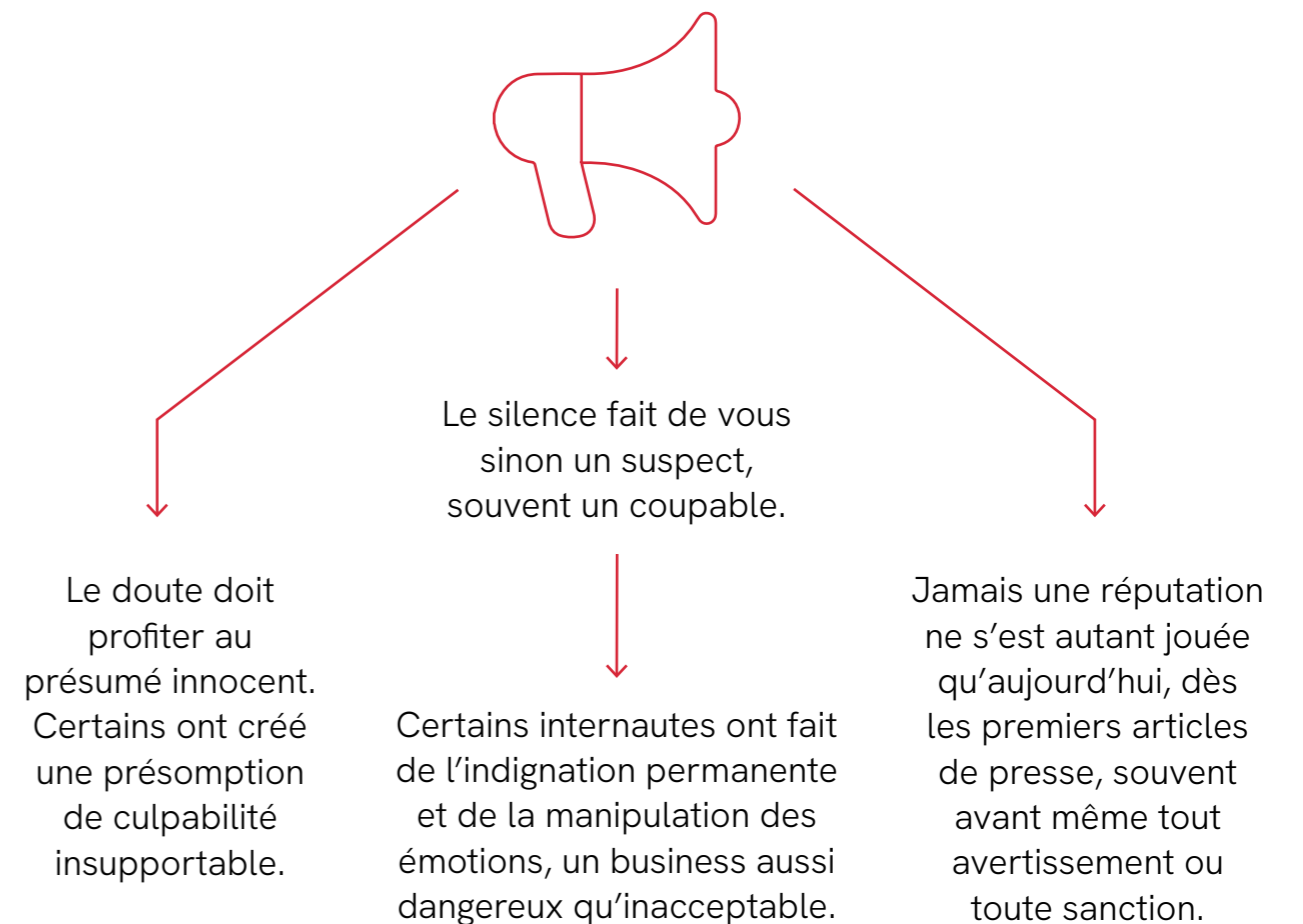 Le silence fait de vous
sinon un suspect,
souvent un coupable.
Le doute doit
profiter au
présumé innocent.
Certains ont créé
une présomption
de culpabilité
insupportable.
Certains internautes ont fait
de l’indignation permanente
et de la manipulation des
émotions, un business aussi
dangereux qu’inacceptable.
Jamais une réputation
ne s’est autant jouée
qu’aujourd’hui, dès
les premiers articles
de presse, souvent
avant même tout
avertissement ou
toute sanction.